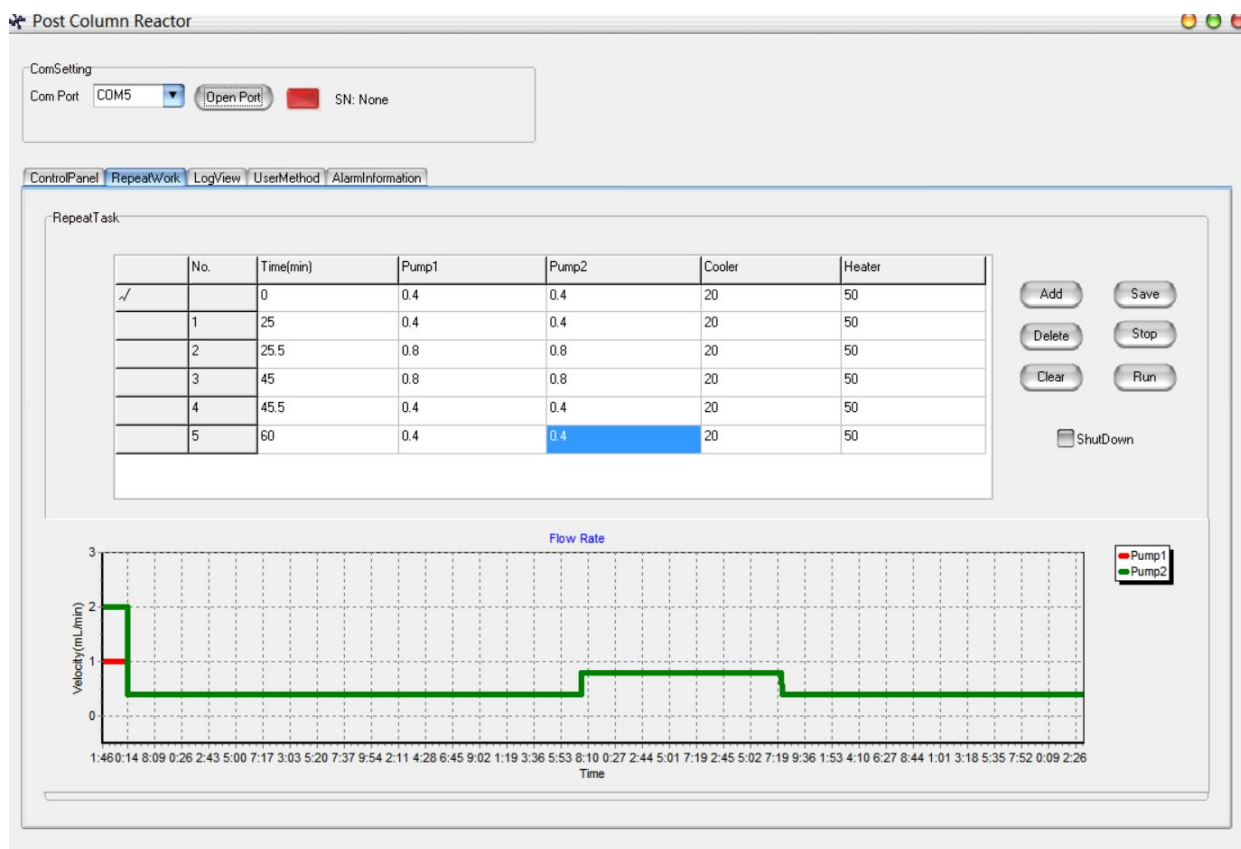 Post Column Reactor
ComSetting
Com Port COM5 Open Port SN: None
ControlPanel RepeatWork LogView UserMethod AlarmInformation
RepeatTask
No. Time(min) Pump1 Pump2 Cooler Heater
0 0.4 0.4 20 50
1 25 0.4 0.4 20 50
2 25.5 0.8 0.8 20 50
3 45 0.8 0.8 20 50
4 45.5 0.4 0.4 20 50
5 60 0.4 0.4 20 50
Add Save
Delete Stop
Clear Run
ShutDown
Flow Rate
3
2
1
0
Velocity(mL/min)
1:46 0:14 8:09 0:26 2:43 5:00 7:17 3:03 5:20 7:37 9:54 2:11 4:28 6:45 9:02 1:19 3:36 5:53 8:10 0:27 2:44 5:01 7:19 2:45 5:02 7:19 9:36 1:53 4:10 6:27 8:44 1:01 3:18 5:35 7:52 0:09 2:26
Time
Pump1
Pump2